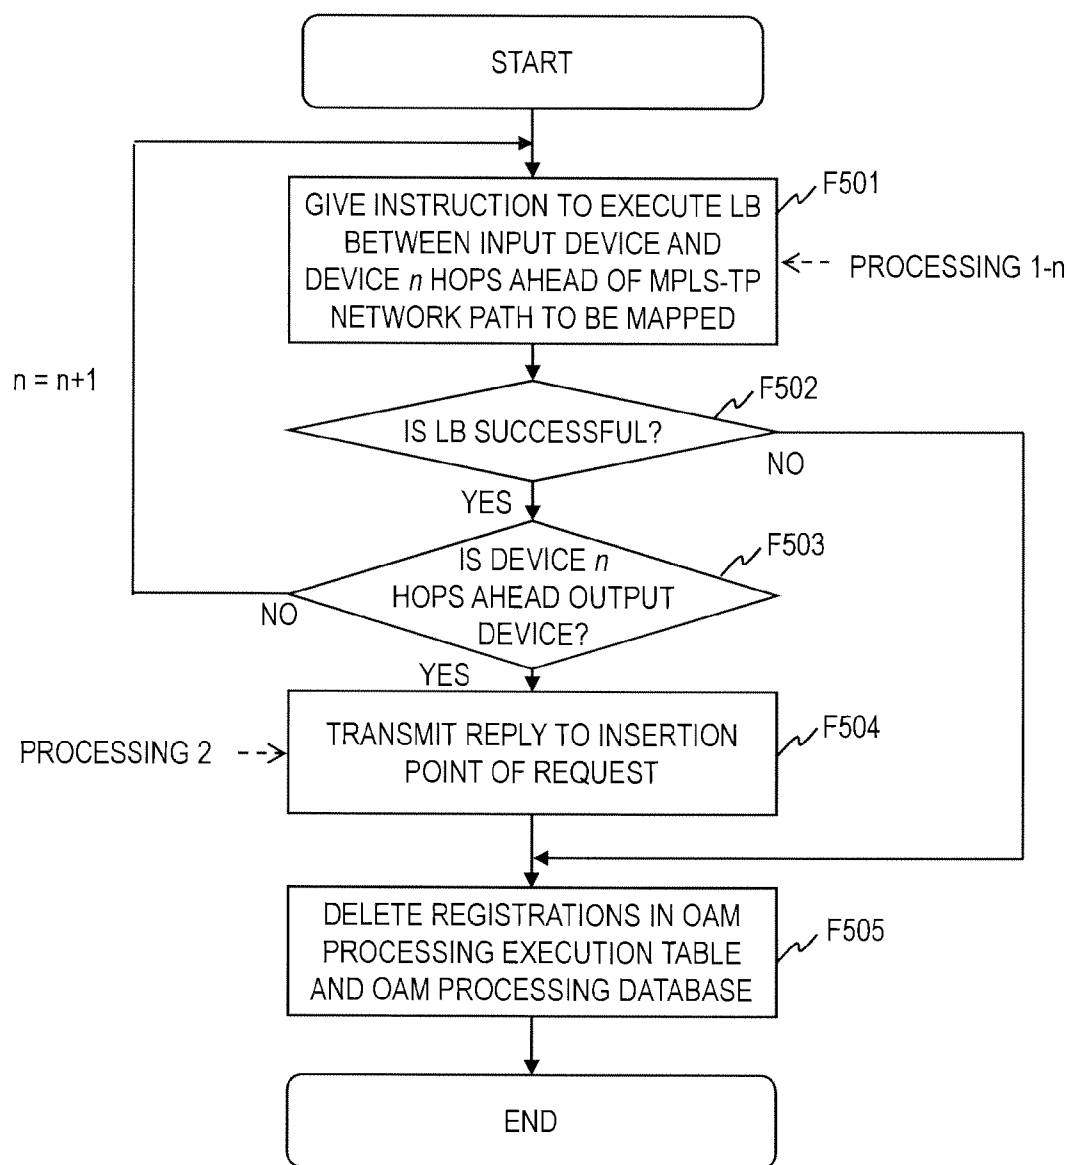 START
F501
GIVE INSTRUCTION TO EXECUTE LB
BETWEEN INPUT DEVICE AND
DEVICE n HOPS AHEAD OF MPLS-TP
NETWORK PATH TO BE MAPPED
PROCESSING 1-n
n = n+1
F502
IS LB SUCCESSFUL?
NO
YES
F503
IS DEVICE n
HOPS AHEAD OUTPUT
DEVICE?
NO
YES
F504
TRANSMIT REPLY TO INSERTION
POINT OF REQUEST
PROCESSING 2
F505
DELETE REGISTRATIONS IN OAM
PROCESSING EXECUTION TABLE
AND OAM PROCESSING DATABASE
END